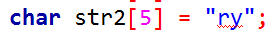 char str2[5] = "ry";